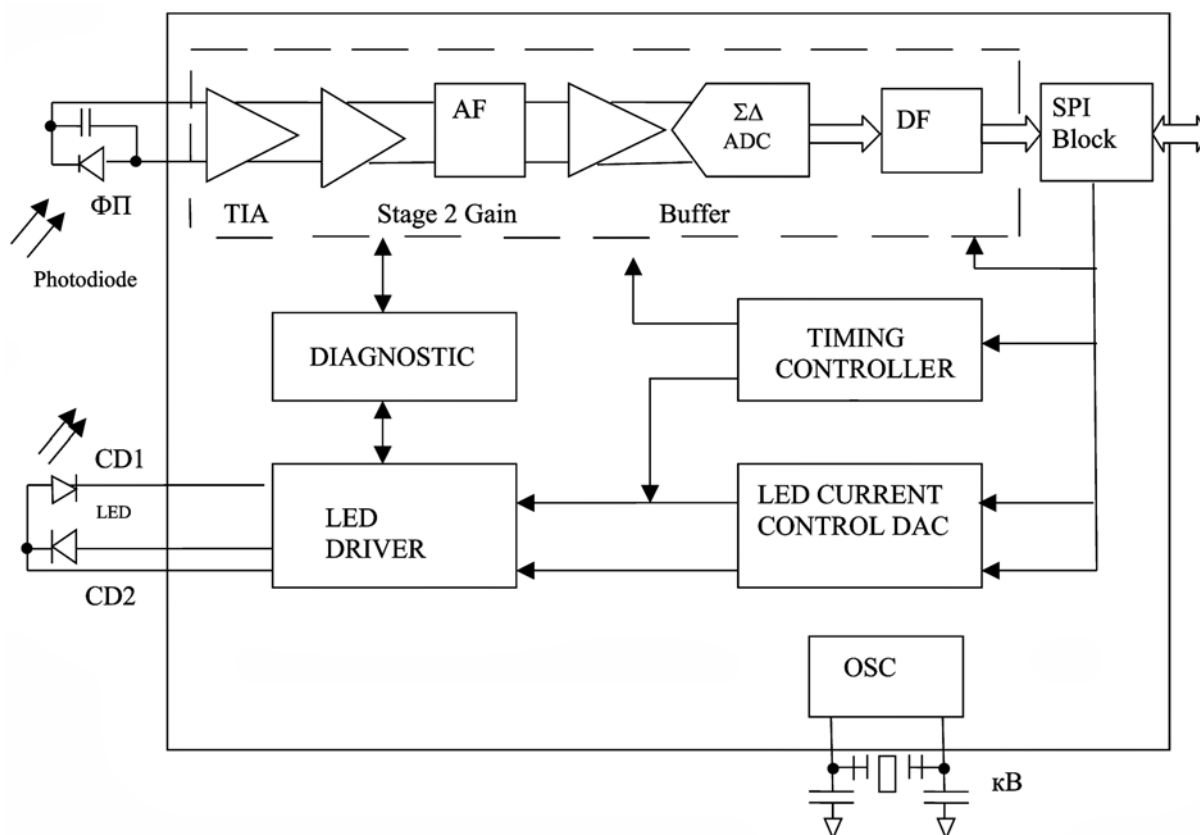 AF
ΣΔ
ADC
DF
SPI
Block
ФП
TIA
Stage 2 Gain
Buffer
Photodiode
DIAGNOSTIC
TIMING
CONTROLLER
CD1
LED
CD2
LED
DRIVER
LED CURRENT
CONTROL DAC
OSC
кВ